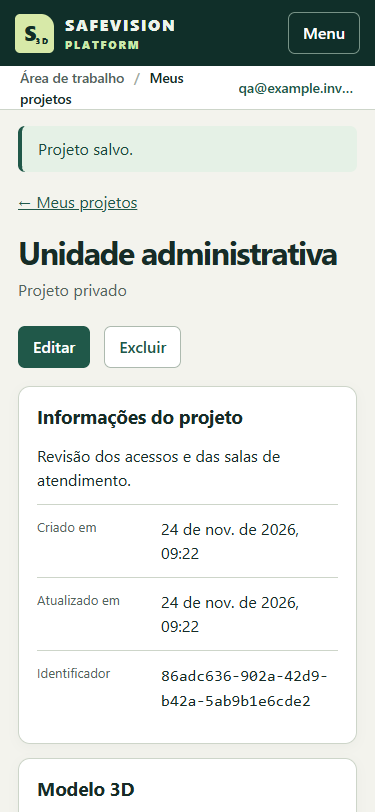 S3D
SAFEVISION
PLATFORM
Menu
Área de trabalho / Meus
projetos
qa@example.inv...
Projeto salvo.
← Meus projetos
Unidade administrativa
Projeto privado
Editar
Excluir
Informações do projeto
Revisão dos acessos e das salas de
atendimento.
Criado em
24 de nov. de 2026,
09:22
Atualizado em
24 de nov. de 2026,
09:22
Identificador
86adc636-902a-42d9-
b42a-5ab9b1e6cde2
Modelo 3D